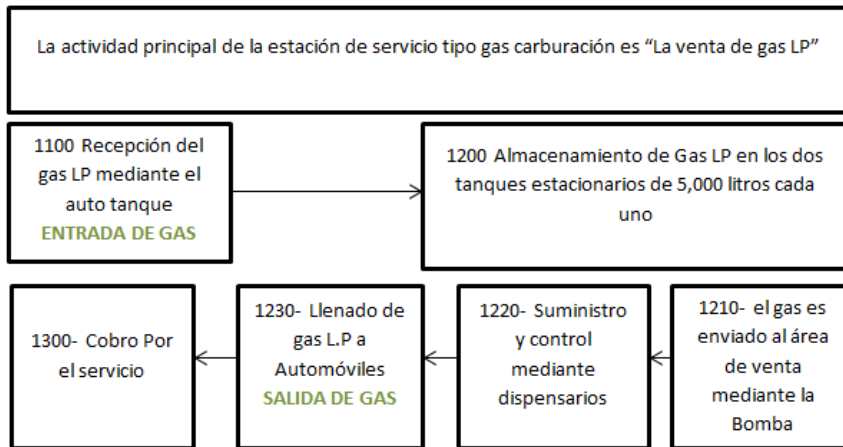 La actividad principal de la estación de servicio tipo gas carburación es “La venta de gas LP”
1100 Recepción del
gas LP mediante el
auto tanque
ENTRADA DE GAS
1200 Almacenamiento de Gas LP en los dos
tanques estacionarios de 5,000 litros cada
uno
1300- Cobro Por
el servicio
1230- Llenado de
gas L.P a
Automóviles
SALIDA DE GAS
1220- Suministro
y control
mediante
dispensarios
1210- el gas es
enviado al área
de venta
mediante la
Bomba